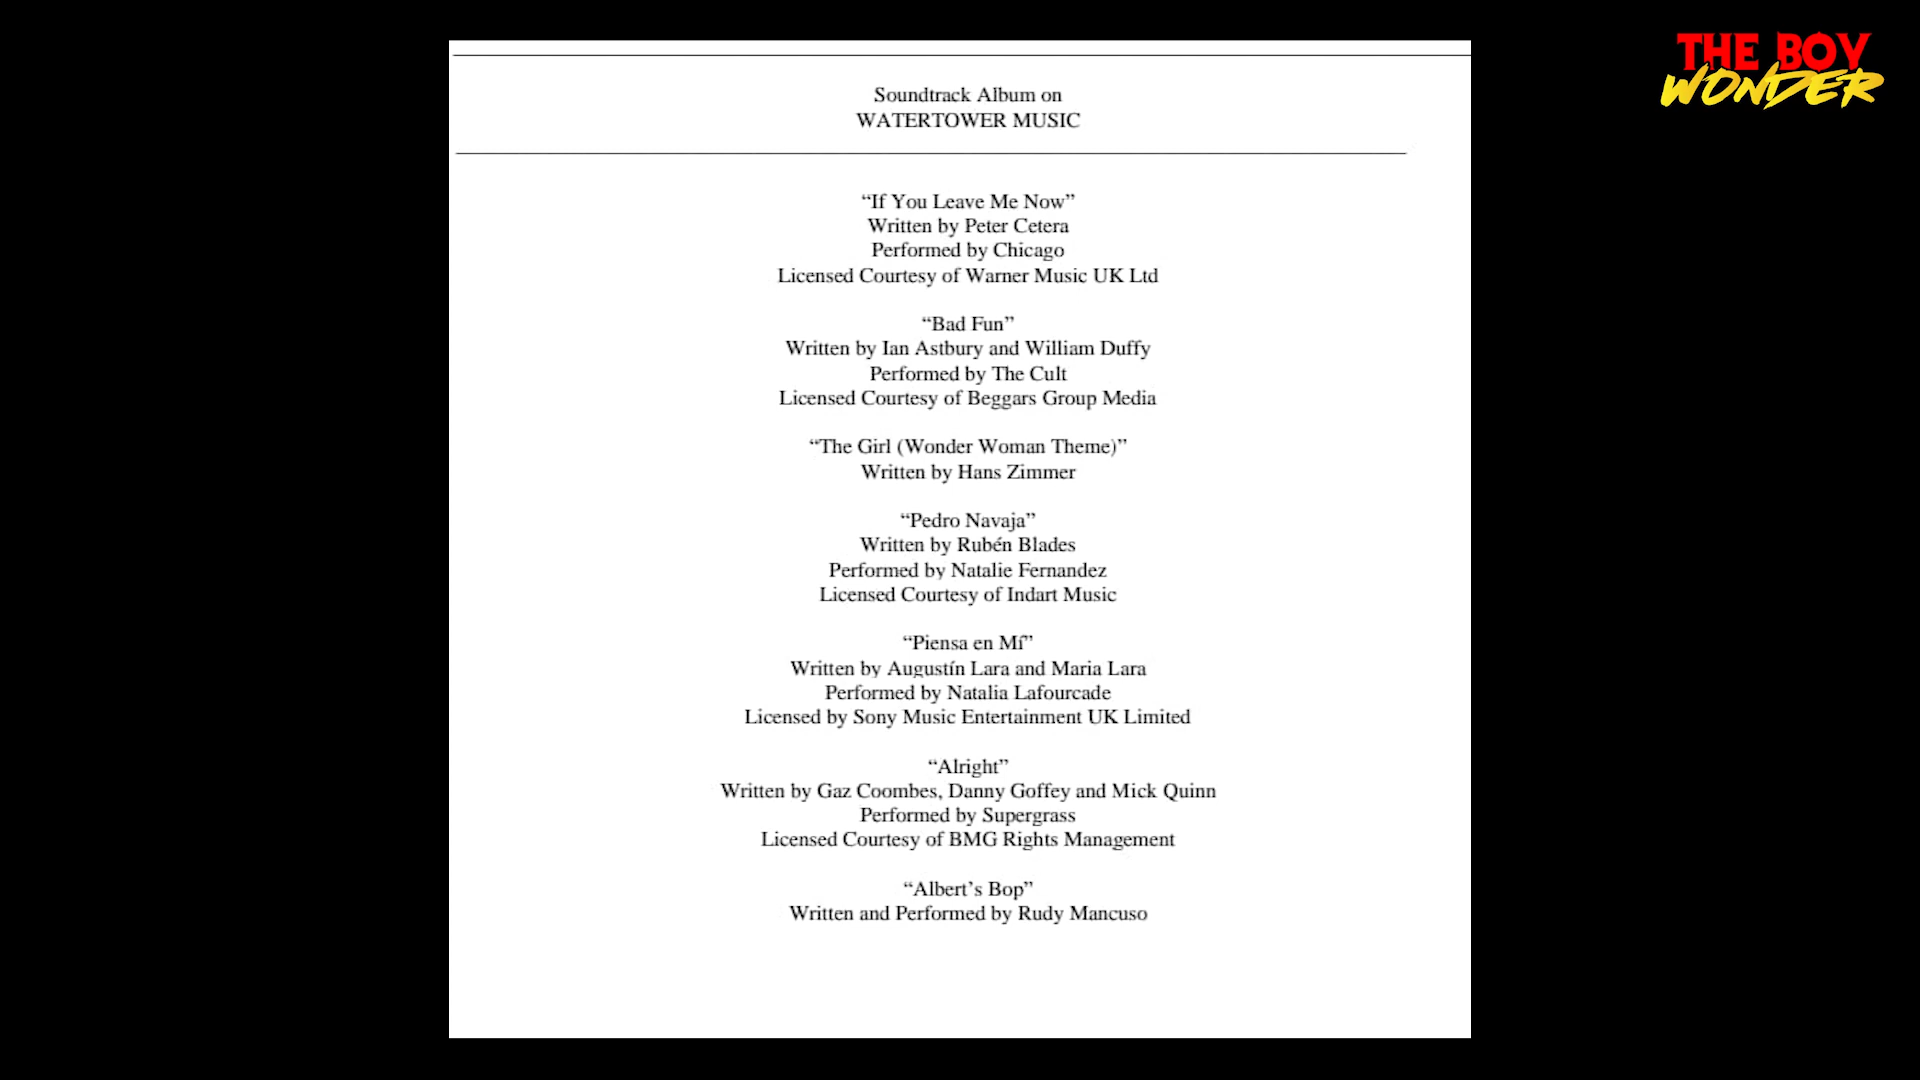 THE BOY
WONDER
Soundtrack Album on
WATERTOWER MUSIC
“If You Leave Me Now”
Written by Peter Cetera
Performed by Chicago
Licensed Courtesy of Warner Music UK Ltd
“Bad Fun”
Written by Ian Astbury and William Duffy
Performed by The Cult
Licensed Courtesy of Beggars Group Media
“The Girl (Wonder Woman Theme)”
Written by Hans Zimmer
“Pedro Navaja”
Written by Rubén Blades
Performed by Natalie Fernandez
Licensed Courtesy of Indart Music
“Piensa en Mí”
Written by Augustín Lara and Maria Lara
Performed by Natalia Lafourcade
Licensed by Sony Music Entertainment UK Limited
“Alright”
Written by Gaz Coombes, Danny Goffey and Mick Quinn
Performed by Supergrass
Licensed Courtesy of BMG Rights Management
“Albert’s Bop”
Written and Performed by Rudy Mancuso